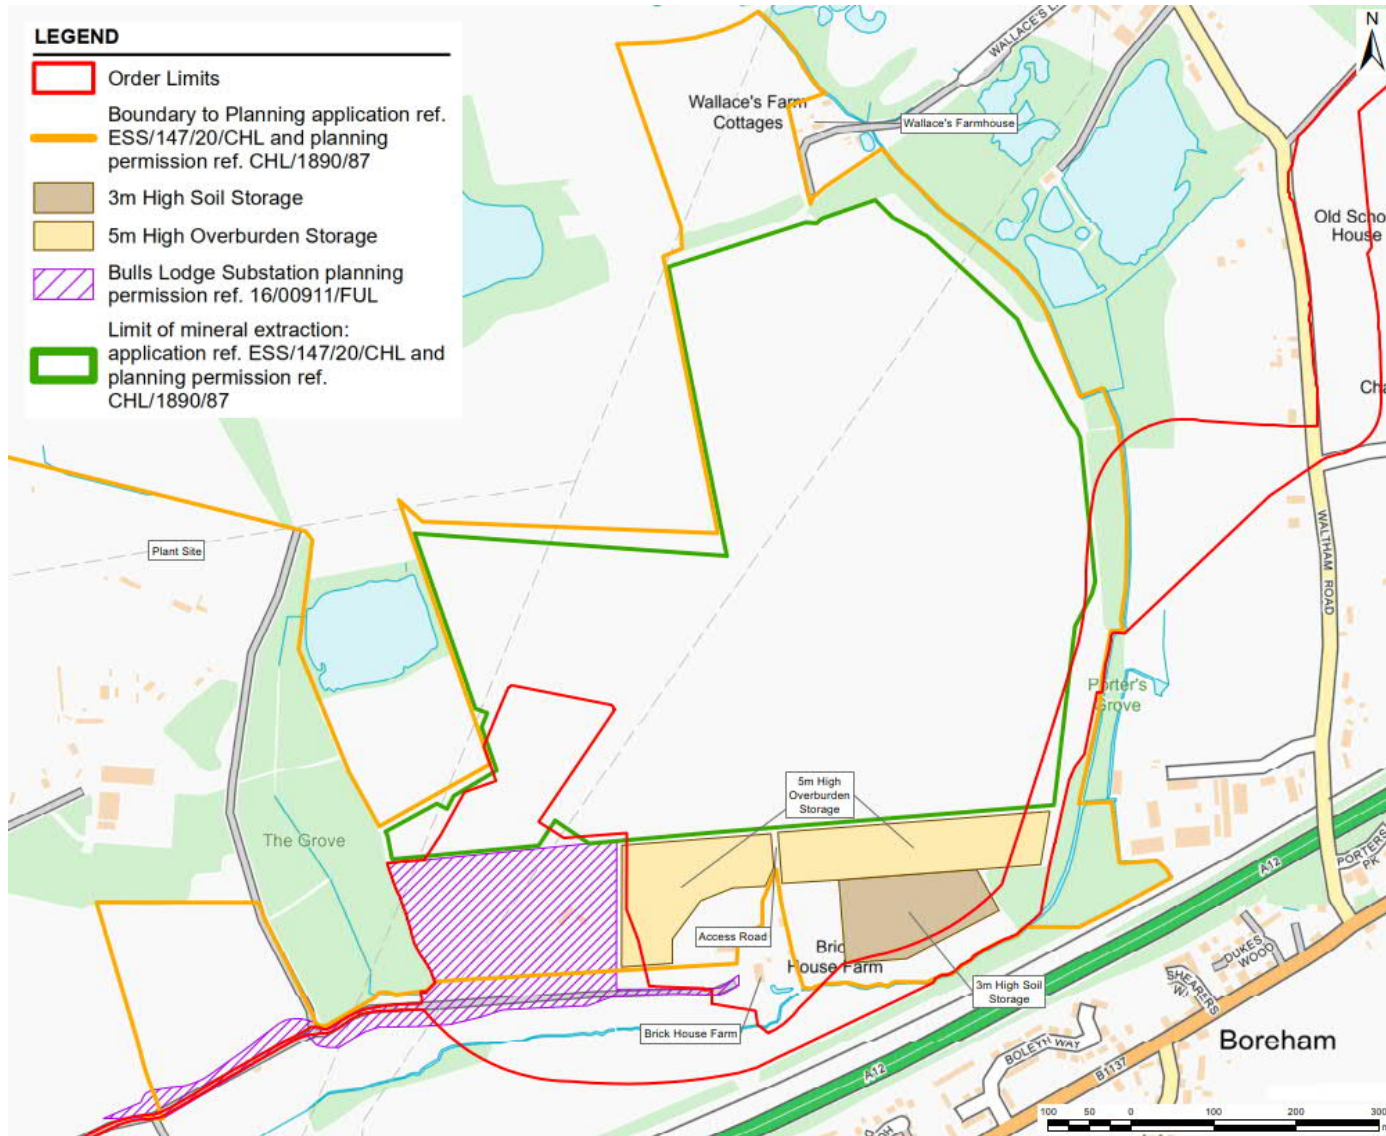 LEGEND
Order Limits
Boundary to Planning application ref.
ESS/147/20/CHL and planning
permission ref. CHL/1890/87
3m High Soil Storage
5m High Overburden Storage
Bulls Lodge Substation planning
permission ref. 16/00911/FUL
Limit of mineral extraction:
application ref. ESS/147/20/CHL and
planning permission ref.
CHL/1890/87
N
WALLACE'S L
Wallace's Farm
Cottages
Wallace's Farmhouse
Old Scho
House
Cha
WALTHAM ROAD
Plant Site
Porter's
Grove
The Grove
5m High
Overburden
Storage
Access Road
Bric
House Farm
3m High Soil
Storage
Brick House Farm
A12
A12
PORTERS
PK
DUKES
WOOD
SHEARERS
W
BOLEYN WAY
B1137
Boreham
100 50 0 100 200 300